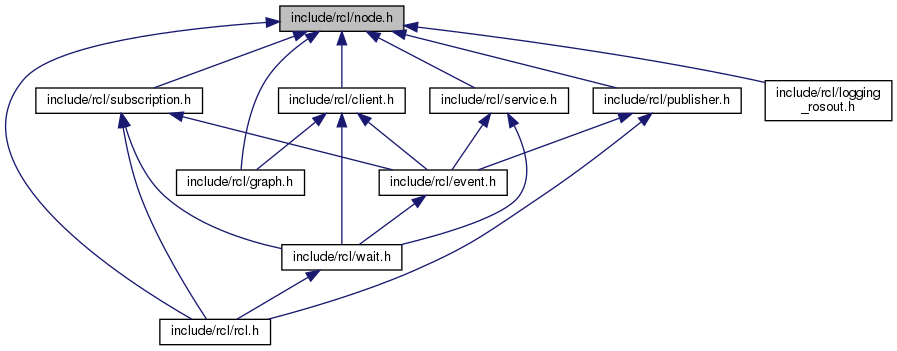 include/rcl/node.h
include/rcl/subscription.h
include/rcl/client.h
include/rcl/service.h
include/rcl/publisher.h
include/rcl/logging
_rosout.h
include/rcl/graph.h
include/rcl/event.h
include/rcl/wait.h
include/rcl/rcl.h